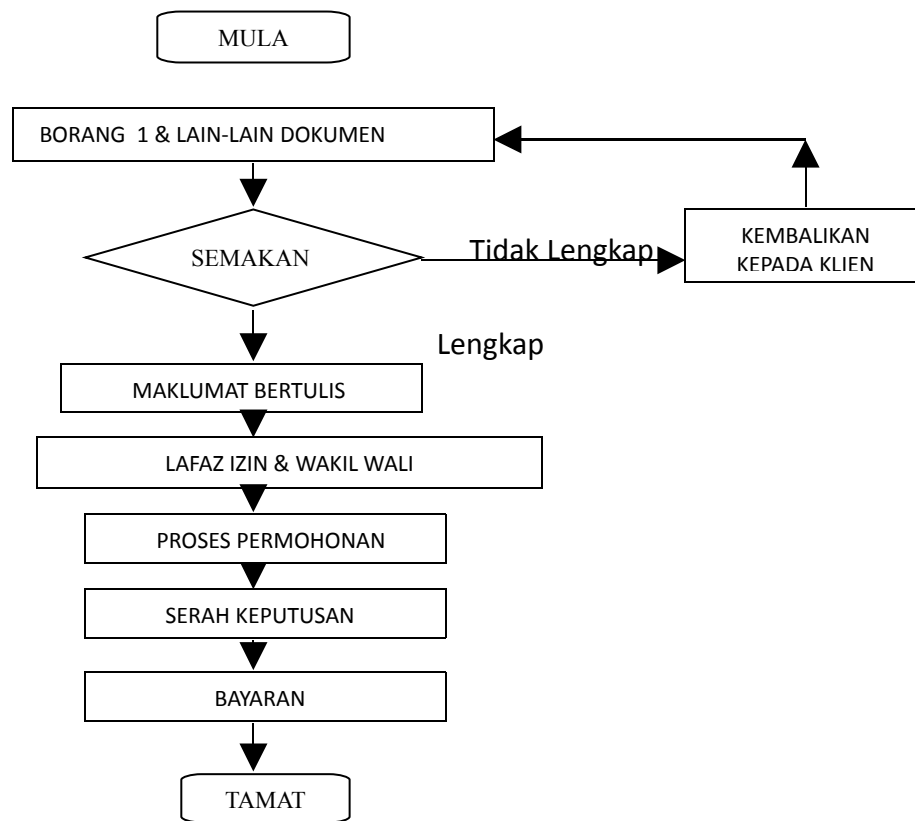 MULA
BORANG 1 & LAIN-LAIN DOKUMEN
SEMAKAN
Tidak Lengkap
KEMBALIKAN
KEPADA KLIEN
Lengkap
MAKLUMAT BERTULIS
LAFAZ IZIN & WAKIL WALI
PROSES PERMOHONAN
SERAH KEPUTUSAN
BAYARAN
TAMAT